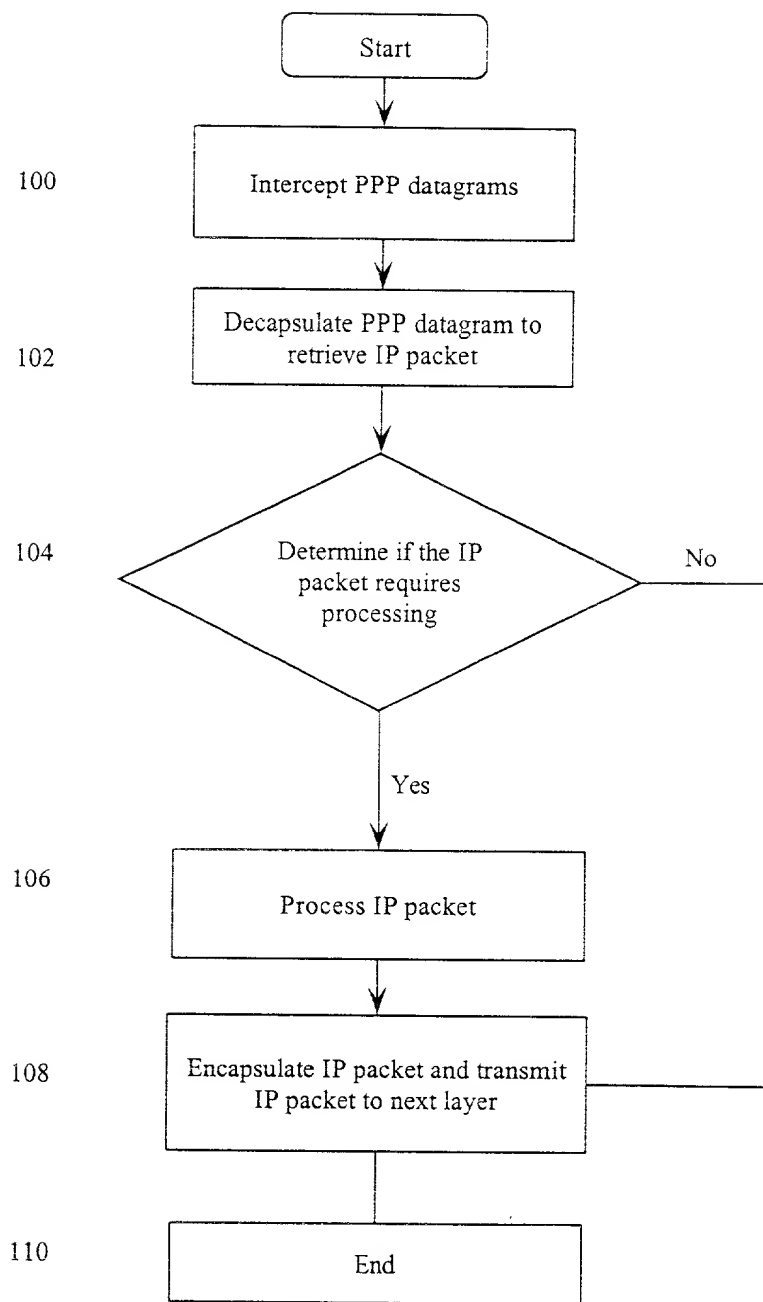 Start
100
Intercept PPP datagrams
Decapsulate PPP datagram to
retrieve IP packet
102
104
Determine if the IP
packet requires
processing
No
Yes
106
Process IP packet
108
Encapsulate IP packet and transmit
IP packet to next layer
110
End